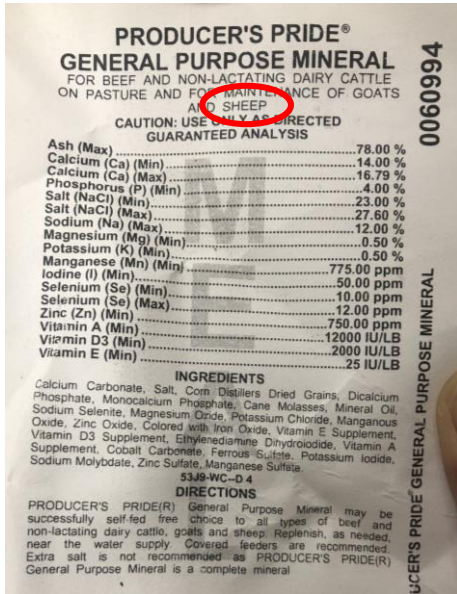 PRODUCER'S PRIDE®
GENERAL PURPOSE MINERAL
FOR BEEF AND NON-LACTATING DAIRY CATTLE
ON PASTURE AND FOR MAINTENANCE OF GOATS
AND SHEEP
CAUTION: USE ONLY AS DIRECTED
GUARANTEED ANALYSIS
Ash (Max) 78.00 %
Calcium (Ca) (Min) 14.00 %
Calcium (Ca) (Max) 16.79 %
Phosphorus (P) (Min) 4.00 %
Salt (NaCl) (Min) 23.00 %
Salt (NaCl) (Max) 27.60 %
Sodium (Na) (Max) 12.00 %
Magnesium (Mg) (Min) 0.50 %
Potassium (K) (Min) 0.50 %
Manganese (Mn) (Min) 775.00 ppm
Iodine (I) (Min) 50.00 ppm
Selenium (Se) (Min) 10.00 ppm
Selenium (Se) (Max) 12.00 ppm
Zinc (Zn) (Min) 750.00 ppm
Vitamin A (Min) 12000 IU/LB
Vitamin D3 (Min) 2000 IU/LB
Vitamin E (Min) 25 IU/LB
INGREDIENTS
Calcium Carbonate, Salt, Corn Distillers Dried Grains, Dicalcium
Phosphate, Monocalcium Phosphate, Cane Molasses, Mineral Oil,
Sodium Selenite, Magnesium Oxide, Potassium Chloride, Manganous
Oxide, Zinc Oxide, Colored with Iron Oxide, Vitamin E Supplement,
Vitamin D3 Supplement, Ethylenediamine Dihydroiodide, Vitamin A
Supplement, Cobalt Carbonate, Ferrous Sulfate, Potassium Iodide,
Sodium Molybdate, Zinc Sulfate, Manganese Sulfate.
53J9-WC--D 4
DIRECTIONS
PRODUCER'S PRIDE(R) General Purpose Mineral may be
successfully self-fed free choice to all types of beef and
non-lactating dairy cattle, goats and sheep. Replenish, as needed,
near the water supply. Covered feeders are recommended.
Extra salt is not recommended as PRODUCER'S PRIDE(R)
General Purpose Mineral is a complete mineral
M
E
0060994
PRIDE® GENERAL PURPOSE MINERAL